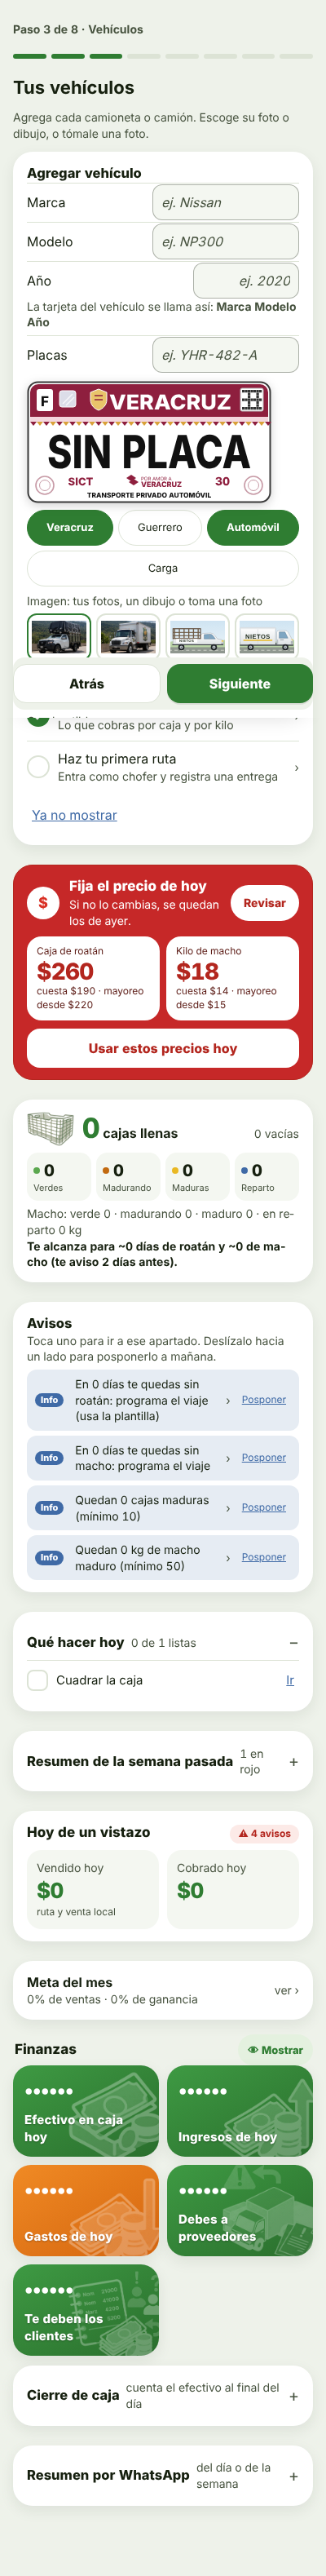 Paso 3 de 8 · Vehículos
Tus vehículos
Agrega cada camioneta o camión. Escoge su foto o
dibujo, o tómale una foto.
Agregar vehículo
Marca
ej. Nissan
Modelo
ej. NP300
Año
ej. 2020
La tarjeta del vehículo se llama así: Marca Modelo
Año
Placas
ej. YHR-482-A
F
VERACRUZ
SIN PLACA
SICT
POR AMOR A
VERACRUZ
30
TRANSPORTE PRIVADO AUTOMÓVIL
Veracruz
Guerrero
Automóvil
Carga
Imagen: tus fotos, un dibujo o toma una foto
NIETOS
NIETOS
Atrás
Siguiente
Lo que cobras por caja y por kilo
Haz tu primera ruta
Entra como chofer y registra una entrega
›
Ya no mostrar
$
Fija el precio de hoy
Si no lo cambias, se quedan
los de ayer.
Revisar
Caja de roatán
$260
cuesta $190 · mayoreo
desde $220
Kilo de macho
$18
cuesta $14 · mayoreo
desde $15
Usar estos precios hoy
0 cajas llenas
0 vacías
0
Verdes
0
Madurando
0
Maduras
0
Reparto
Macho: verde 0 · madurando 0 · maduro 0 · en re-
parto 0 kg
Te alcanza para ~0 días de roatán y ~0 de ma-
cho (te aviso 2 días antes).
Avisos
Toca uno para ir a ese apartado. Deslízalo hacia
un lado para posponerlo a mañana.
Info
En 0 días te quedas sin
roatán: programa el viaje
(usa la plantilla)
›
Posponer
Info
En 0 días te quedas sin
macho: programa el viaje
›
Posponer
Info
Quedan 0 cajas maduras
(mínimo 10)
›
Posponer
Info
Quedan 0 kg de macho
maduro (mínimo 50)
›
Posponer
Qué hacer hoy 0 de 1 listas
−
Cuadrar la caja
Ir
Resumen de la semana pasada
1 en
rojo
+
Hoy de un vistazo
4 avisos
Vendido hoy
$0
ruta y venta local
Cobrado hoy
$0
Meta del mes
0% de ventas · 0% de ganancia
ver ›
Finanzas
Mostrar
••••••
Efectivo en caja
hoy
••••••
Ingresos de hoy
••••••
Gastos de hoy
••••••
Debes a
proveedores
••••••
Te deben los
clientes
Cierre de caja
cuenta el efectivo al final del
día
+
Resumen por WhatsApp
del día o de la
semana
+